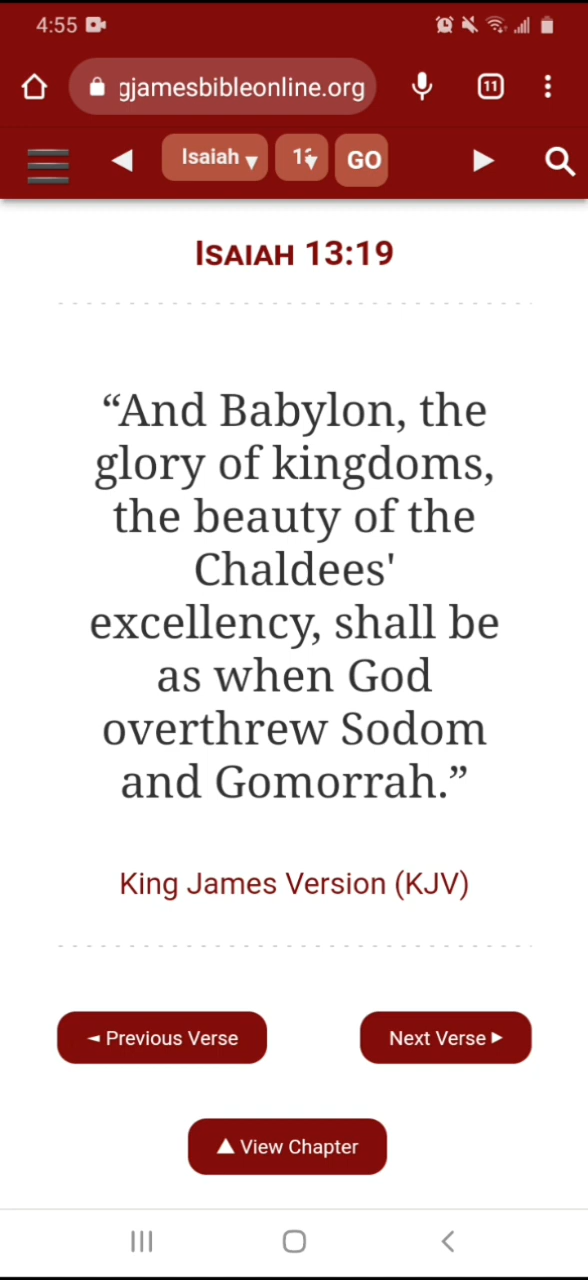 4:55
gjamesbibleonline.org
11
Isaiah
GO
ISAIAH 13:19
“And Babylon, the
glory of kingdoms,
the beauty of the
Chaldees'
excellency, shall be
as when God
overthrew Sodom
and Gomorrah.”
King James Version (KJV)
◄ Previous Verse
Next Verse ►
▲ View Chapter